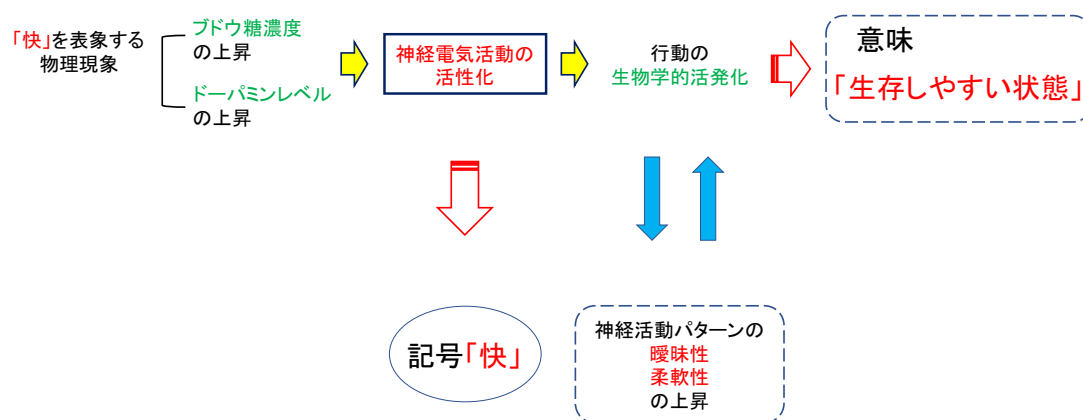 「快」を表象する
物理現象
ブドウ糖濃度
の上昇
ドーパミンレベル
の上昇
神経電気活動の
活性化
行動の
生物学的活発化
意味
「生存しやすい状態」
記号「快」
神経活動パターンの
曖昧性
柔軟性
の上昇